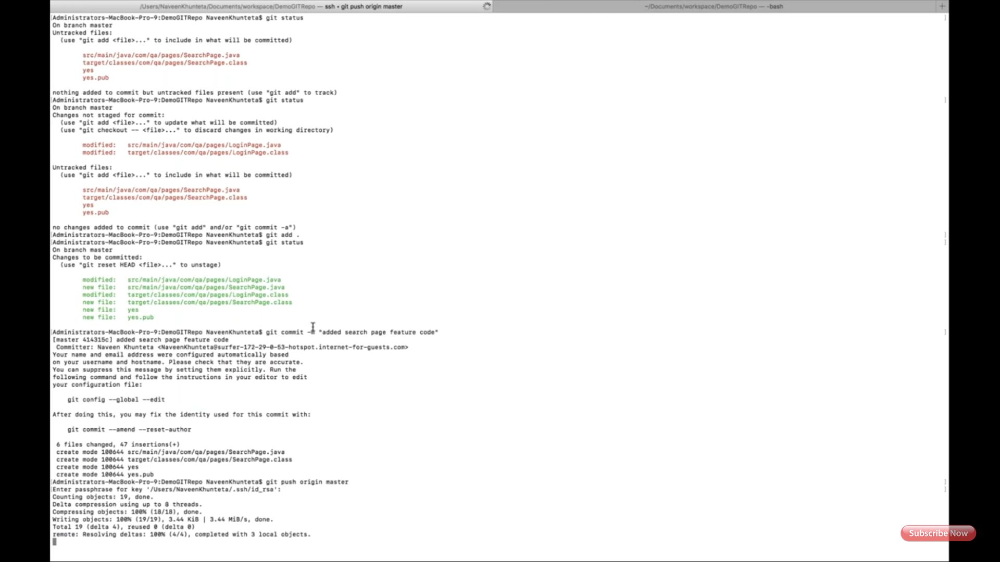 /Users/NaveenKhunteta/Documents/workspace/DemoGITRepo — ssh • git push origin master
~/Documents/workspace/DemoGITRepo — -bash
[Administrators-MacBook-Pro-9:DemoGITRepo NaveenKhunteta$ git status ]
On branch master
Untracked files:
(use "git add <file>..." to include in what will be committed)
src/main/java/com/qa/pages/SearchPage.java
target/classes/com/qa/pages/SearchPage.class
yes
yes.pub
nothing added to commit but untracked files present (use "git add" to track)
[Administrators-MacBook-Pro-9:DemoGITRepo NaveenKhunteta$ git status ]
On branch master
Changes not staged for commit:
(use "git add <file>..." to update what will be committed)
(use "git checkout -- <file>..." to discard changes in working directory)
modified: src/main/java/com/qa/pages/LoginPage.java
modified: target/classes/com/qa/pages/LoginPage.class
Untracked files:
(use "git add <file>..." to include in what will be committed)
src/main/java/com/qa/pages/SearchPage.java
target/classes/com/qa/pages/SearchPage.class
yes
yes.pub
no changes added to commit (use "git add" and/or "git commit -a")
[Administrators-MacBook-Pro-9:DemoGITRepo NaveenKhunteta$ git add . ]
[Administrators-MacBook-Pro-9:DemoGITRepo NaveenKhunteta$ git status ]
On branch master
Changes to be committed:
(use "git reset HEAD <file>..." to unstage)
modified: src/main/java/com/qa/pages/LoginPage.java
new file: src/main/java/com/qa/pages/SearchPage.java
modified: target/classes/com/qa/pages/LoginPage.class
new file: target/classes/com/qa/pages/SearchPage.class
new file: yes
new file: yes.pub
[Administrators-MacBook-Pro-9:DemoGITRepo NaveenKhunteta$ git commit -m "added search page feature code" ]
[master 414315c] added search page feature code
Committer: Naveen Khunteta <NaveenKhunteta@surfer-172-29-0-53-hotspot.internet-for-guests.com>
Your name and email address were configured automatically based
on your username and hostname. Please check that they are accurate.
You can suppress this message by setting them explicitly. Run the
following command and follow the instructions in your editor to edit
your configuration file:
git config --global --edit
After doing this, you may fix the identity used for this commit with:
git commit --amend --reset-author
6 files changed, 47 insertions(+)
create mode 100644 src/main/java/com/qa/pages/SearchPage.java
create mode 100644 target/classes/com/qa/pages/SearchPage.class
create mode 100644 yes
create mode 100644 yes.pub
[Administrators-MacBook-Pro-9:DemoGITRepo NaveenKhunteta$ git push origin master ]
[Enter passphrase for key '/Users/NaveenKhunteta/.ssh/id_rsa': ]
Counting objects: 19, done.
Delta compression using up to 8 threads.
Compressing objects: 100% (18/18), done.
Writing objects: 100% (19/19), 3.44 KiB | 3.44 MiB/s, done.
Total 19 (delta 4), reused 0 (delta 0)
remote: Resolving deltas: 100% (4/4), completed with 3 local objects.
Subscribe Now